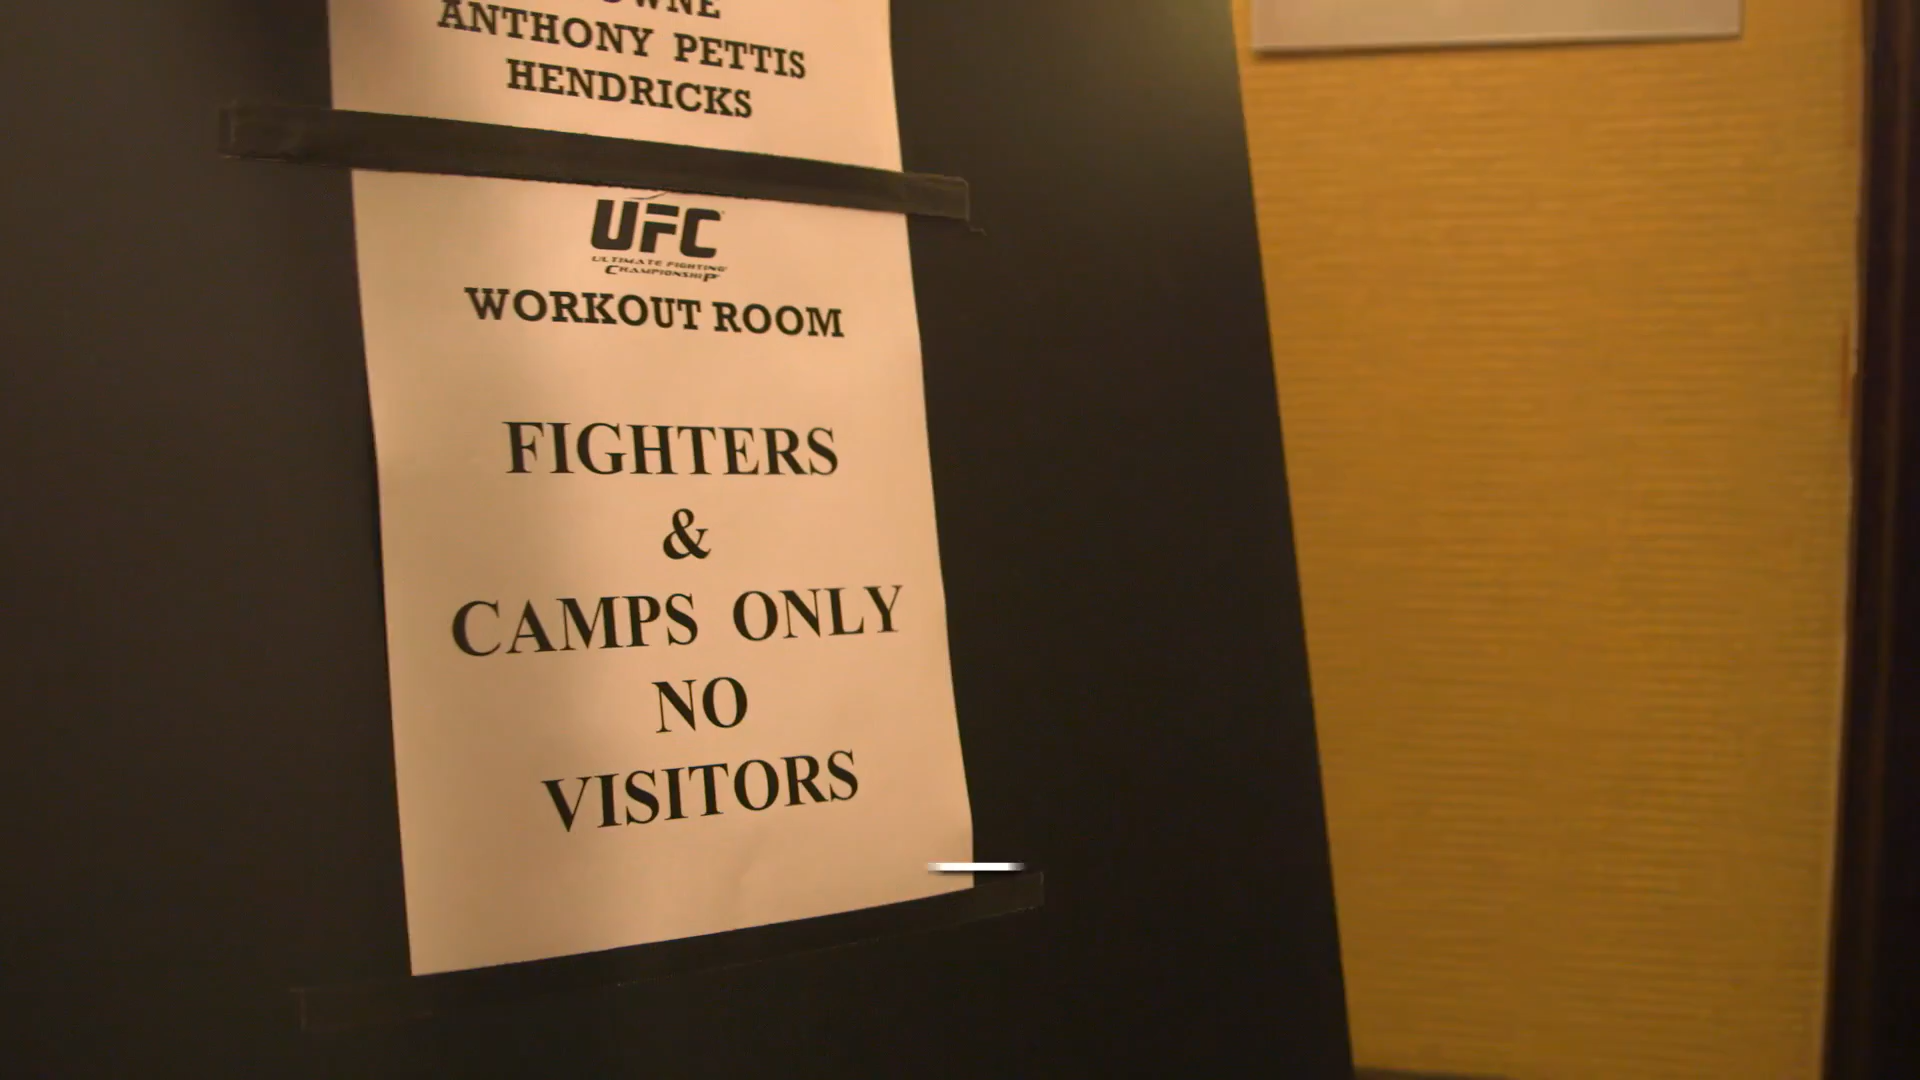 ANTHONY PETTIS
HENDRICKS
UFC
ULTIMATE FIGHTING
CHAMPIONSHIP
WORKOUT ROOM
FIGHTERS
&
CAMPS ONLY
NO
VISITORS